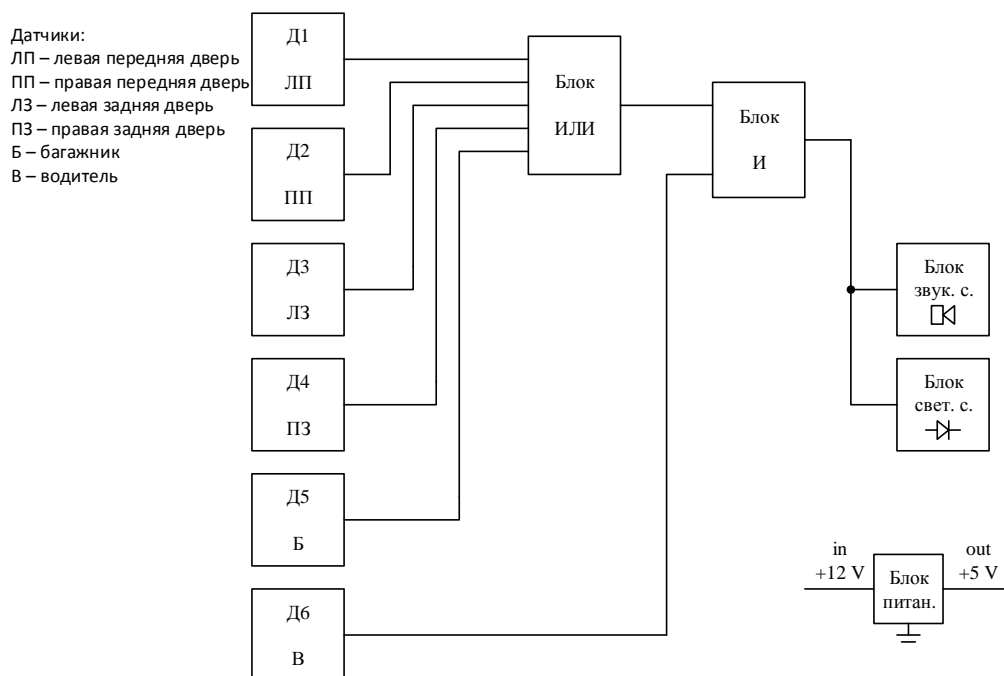 Датчики:
ЛП – левая передняя дверь
ПП – правая передняя дверь
ЛЗ – левая задняя дверь
ПЗ – правая задняя дверь
Б – багажник
В – водитель
Д1
ЛП
Д2
ПП
Д3
ЛЗ
Д4
ПЗ
Д5
Б
Д6
В
Блок
ИЛИ
Блок
И
Блок
звук. с.
Блок
свет. с.
in
+12 V
Блок
питан.
out
+5 V